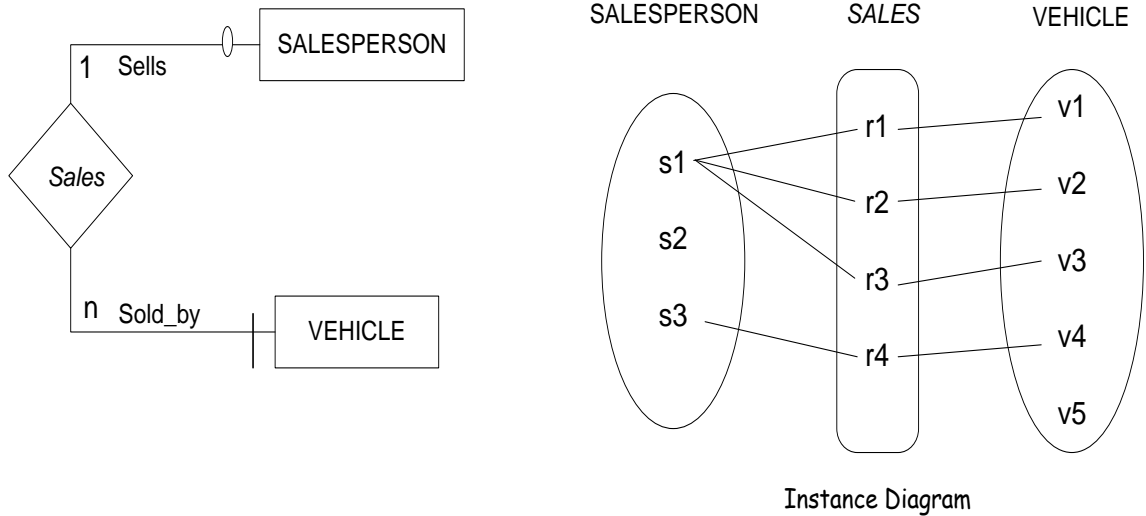 SALESPERSON
1 Sells
Sales
n Sold_by
VEHICLE
SALESPERSON SALES VEHICLE
s1
s2
s3
r1
r2
r3
r4
v1
v2
v3
v4
v5
Instance Diagram